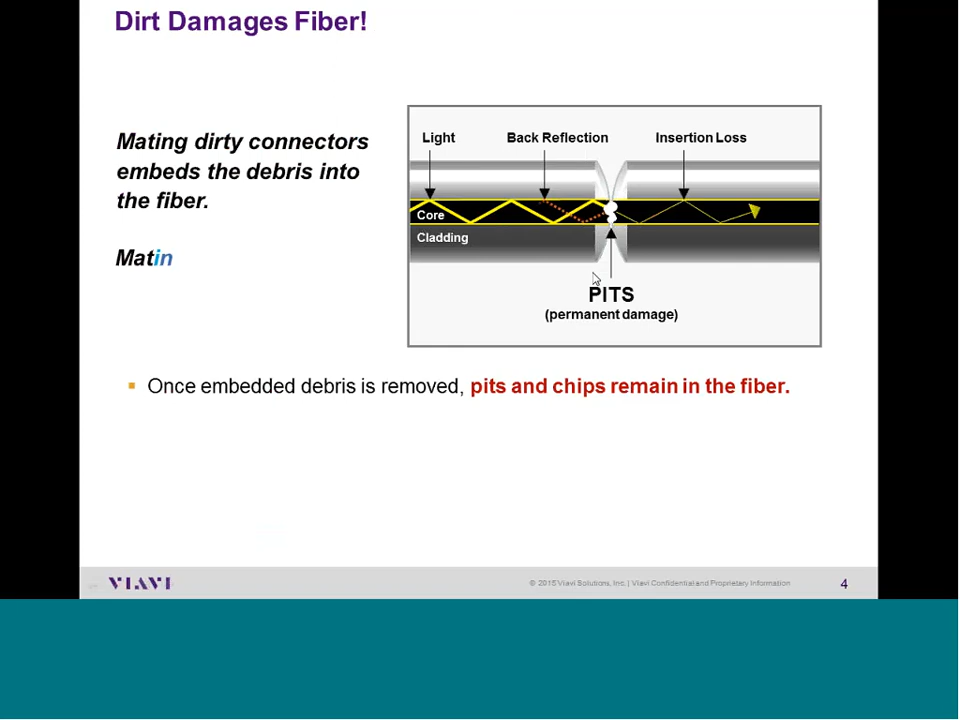 Dirt Damages Fiber!
Mating dirty connectors
embeds the debris into
the fiber.
Matin
Light
Back Reflection
Insertion Loss
Core
Cladding
PITS
(permanent damage)
Once embedded debris is removed, pits and chips remain in the fiber.
VIAVI
© 2015 Viavi Solutions, Inc. | Viavi Confidential and Proprietary Information
4